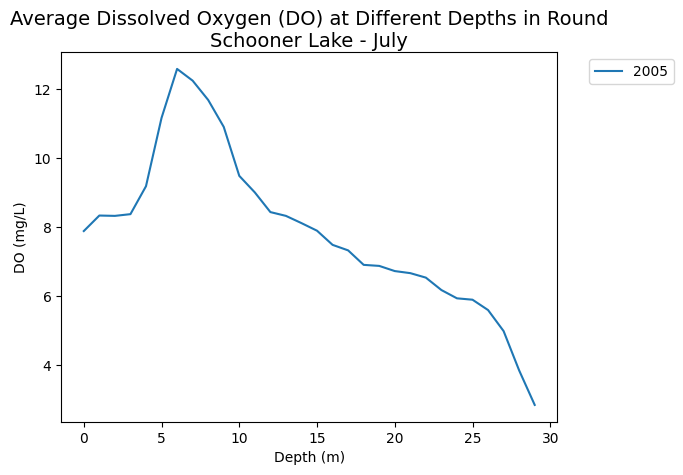 Average Dissolved Oxygen (DO) at Different Depths in Round
Schooner Lake - July
2005
12
10
8
6
4
DO (mg/L)
0 5 10 15 20 25 30
Depth (m)